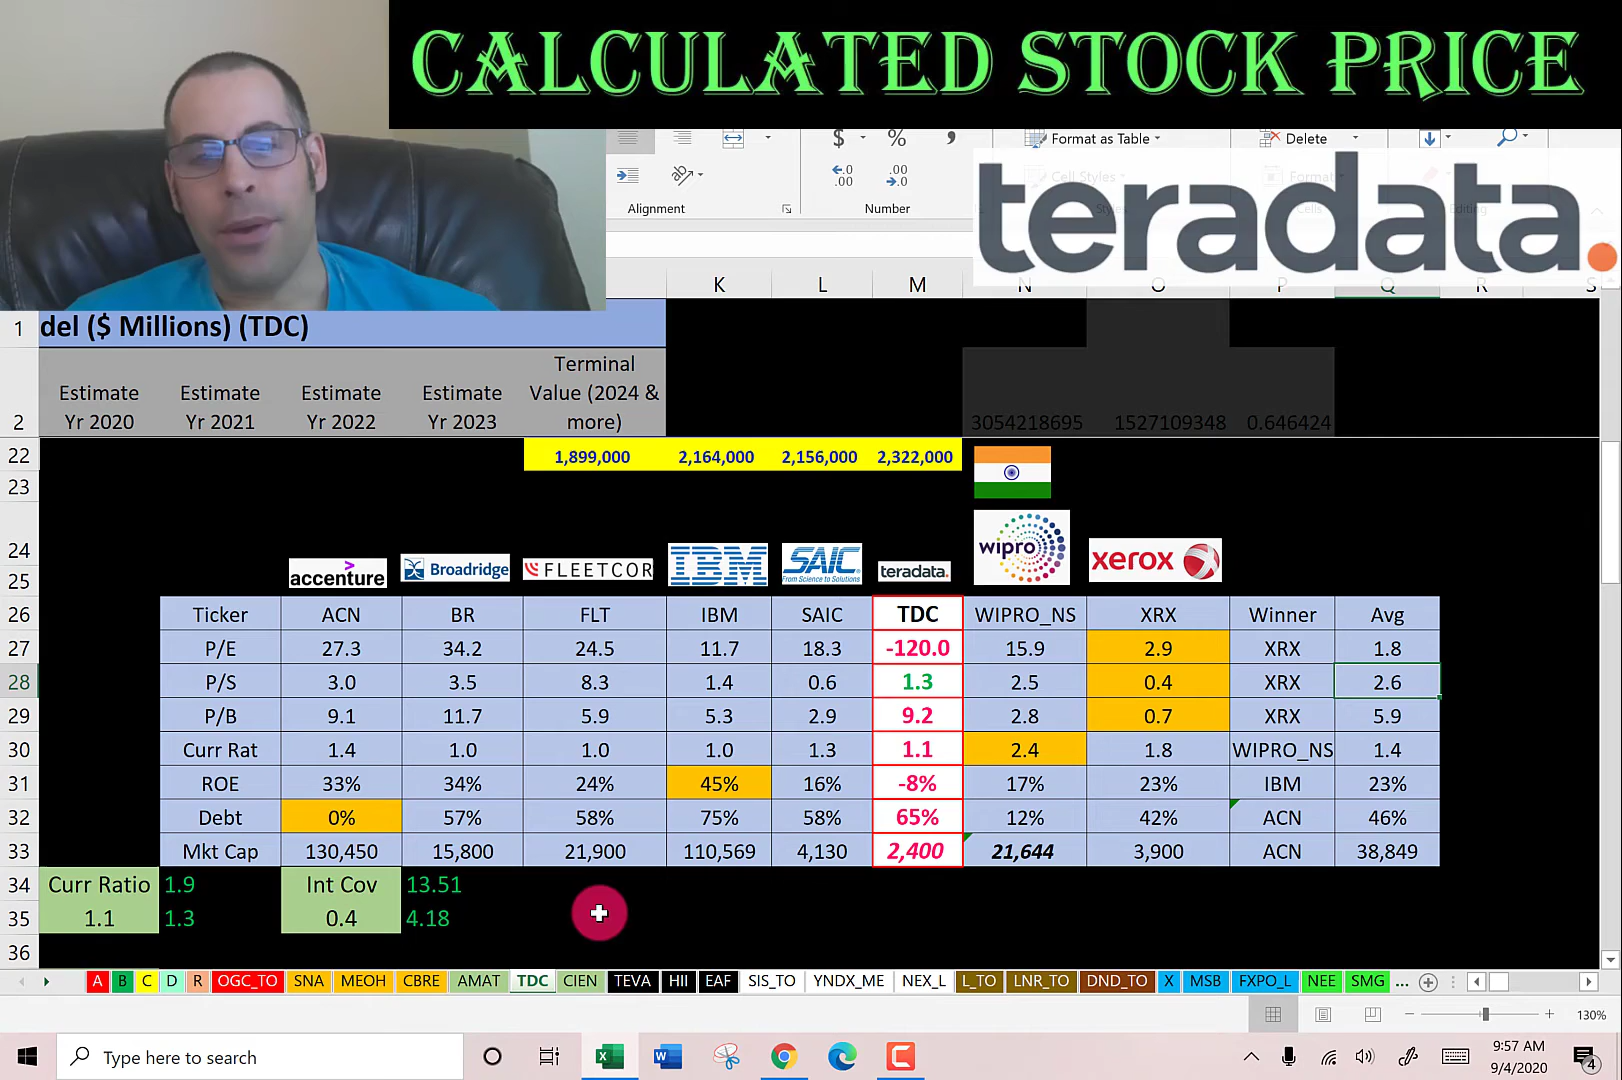 CALCULATED STOCK PRICE
$ % , Format as Table Delete
Cell Styles Format
Alignment Number Styles Cells Editing
teradata.
K L M N O P Q R S
1 del ($ Millions) (TDC)
2 Estimate Yr 2020 Estimate Yr 2021 Estimate Yr 2022 Estimate Yr 2023 Terminal Value (2024 & more) 3054218695 1527109348 0.646424
22 1,899,000 2,164,000 2,156,000 2,322,000
23
24 wipro xerox
25 accenture Broadridge FLEETCOR IBM SAIC From Science to Solutions teradata.
26 Ticker ACN BR FLT IBM SAIC TDC WIPRO_NS XRX Winner Avg
27 P/E 27.3 34.2 24.5 11.7 18.3 -120.0 15.9 2.9 XRX 1.8
28 P/S 3.0 3.5 8.3 1.4 0.6 1.3 2.5 0.4 XRX 2.6
29 P/B 9.1 11.7 5.9 5.3 2.9 9.2 2.8 0.7 XRX 5.9
30 Curr Rat 1.4 1.0 1.0 1.0 1.3 1.1 2.4 1.8 WIPRO_NS 1.4
31 ROE 33% 34% 24% 45% 16% -8% 17% 23% IBM 23%
32 Debt 0% 57% 58% 75% 58% 65% 12% 42% ACN 46%
33 Mkt Cap 130,450 15,800 21,900 110,569 4,130 2,400 21,644 3,900 ACN 38,849
34 Curr Ratio 1.9 Int Cov 13.51
35 1.1 1.3 0.4 4.18
36
A B C D R OGC_TO SNA MEOH CBRE AMAT TDC CIEN TEVA HII EAF SIS_TO YNDX_ME NEX_L L_TO LNR_TO DND_TO X MSB FXPO_L NEE SMG ...
130%
Type here to search 9:57 AM
9/4/2020 4